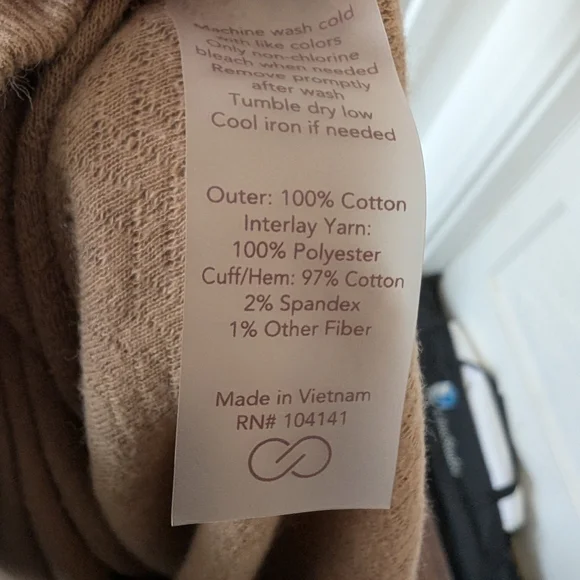 Machine wash cold
with like colors
Only non-chlorine
bleach when needed
Remove promptly
after wash
Tumble dry low
Cool iron if needed
Outer: 100% Cotton
Interlay Yarn:
100% Polyester
Cuff/Hem: 97% Cotton
2% Spandex
1% Other Fiber
Made in Vietnam
RN# 104141